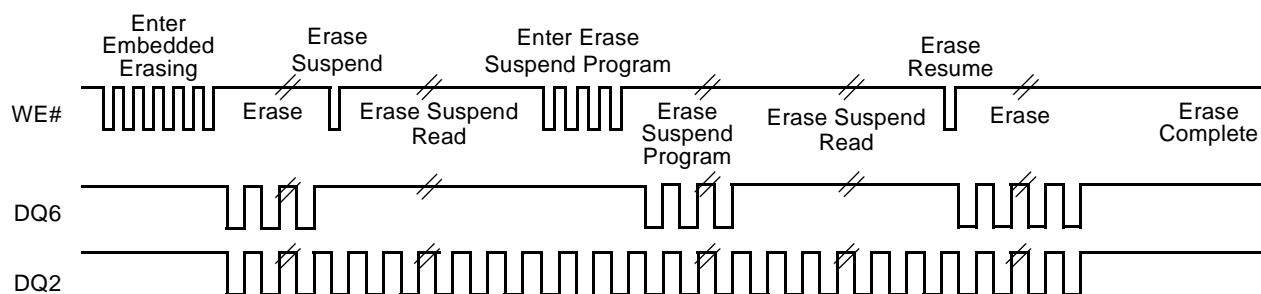 Enter
Embedded
Erasing
Erase
Suspend
Enter Erase
Suspend Program
Erase
Resume
WE#
Erase
Erase Suspend
Read
Erase
Suspend
Program
Erase Suspend
Read
Erase
Erase
Complete
DQ6
DQ2